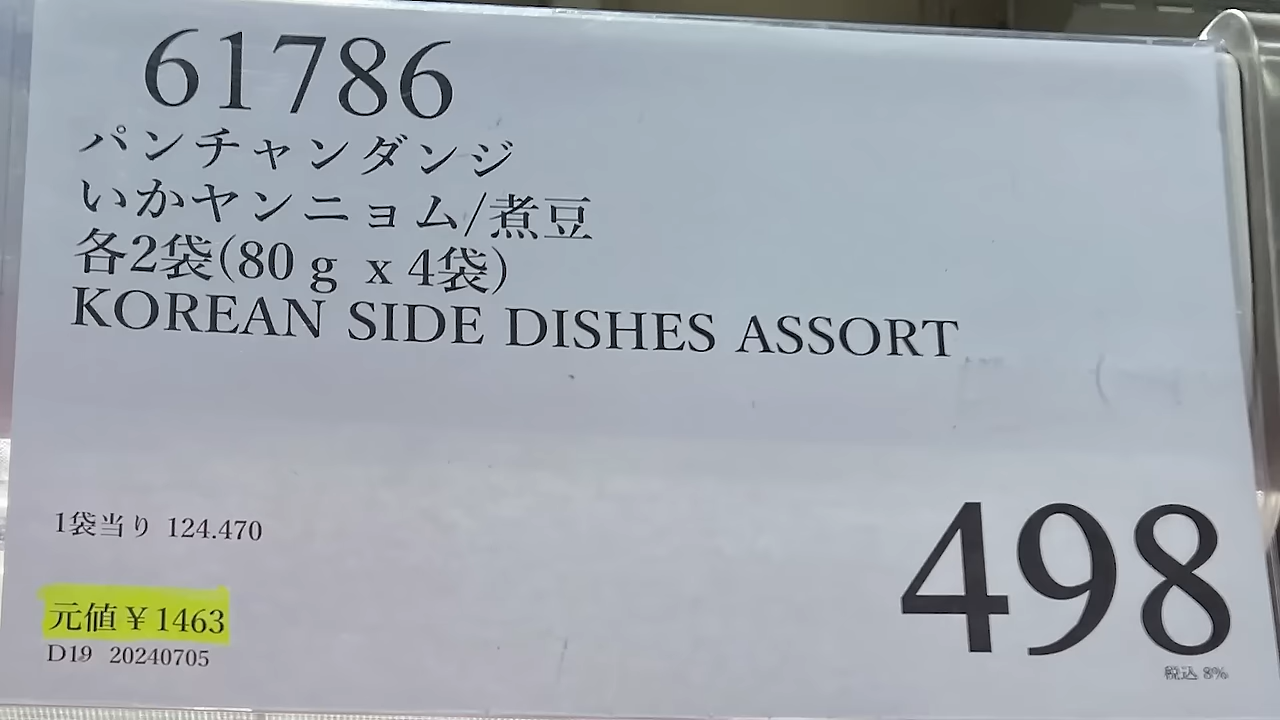 61786
パンチャンダンジ
いかヤンニョム/煮豆
各2袋(80ｇ x 4袋)
KOREAN SIDE DISHES ASSORT
1袋当り 124.470
498
税込 8%
元値￥1463
D19 20240705